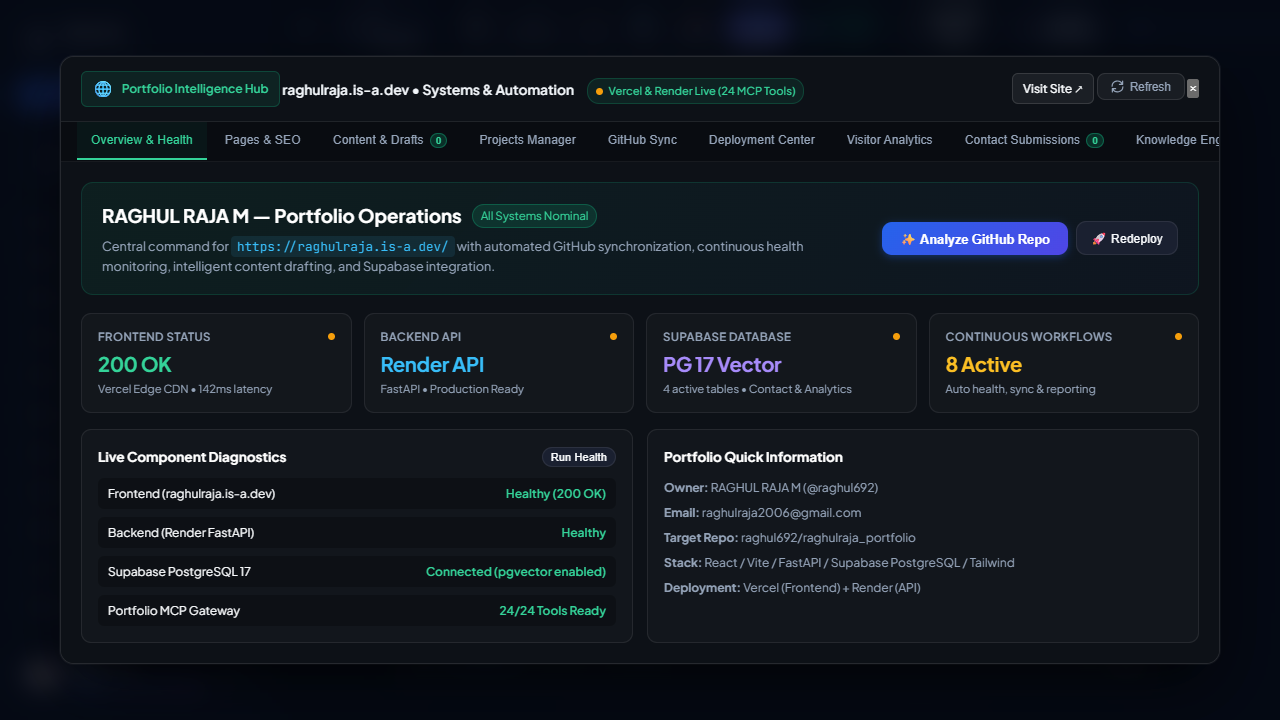 Portfolio Intelligence Hub
raghulraja.is-a.dev • Systems & Automation
Vercel & Render Live (24 MCP Tools)
Visit Site ↗
Refresh
×
Overview & Health
Pages & SEO
Content & Drafts 0
Projects Manager
GitHub Sync
Deployment Center
Visitor Analytics
Contact Submissions 0
Knowledge Eng
RAGHUL RAJA M — Portfolio Operations
All Systems Nominal
Central command for https://raghulraja.is-a.dev/ with automated GitHub synchronization, continuous health
monitoring, intelligent content drafting, and Supabase integration.
✨ Analyze GitHub Repo
🚀 Redeploy
FRONTEND STATUS
200 OK
Vercel Edge CDN • 142ms latency
BACKEND API
Render API
FastAPI • Production Ready
SUPABASE DATABASE
PG 17 Vector
4 active tables • Contact & Analytics
CONTINUOUS WORKFLOWS
8 Active
Auto health, sync & reporting
Live Component Diagnostics
Run Health
Frontend (raghulraja.is-a.dev)
Healthy (200 OK)
Backend (Render FastAPI)
Healthy
Supabase PostgreSQL 17
Connected (pgvector enabled)
Portfolio MCP Gateway
24/24 Tools Ready
Portfolio Quick Information
Owner: RAGHUL RAJA M (@raghul692)
Email: raghulraja2006@gmail.com
Target Repo: raghul692/raghulraja_portfolio
Stack: React / Vite / FastAPI / Supabase PostgreSQL / Tailwind
Deployment: Vercel (Frontend) + Render (API)